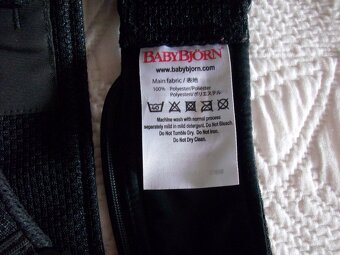 BABYBJÖRN
www.babybjorn.com
Main fabric / 表地
100% Polyester/Polyester
Polyester/ポリエステル
Machine wash with normal process
seperately mild in mild detergent. Do Not Bleach.
Do Not Tumble Dry. Do Not Iron.
Do Not Dry Clean.